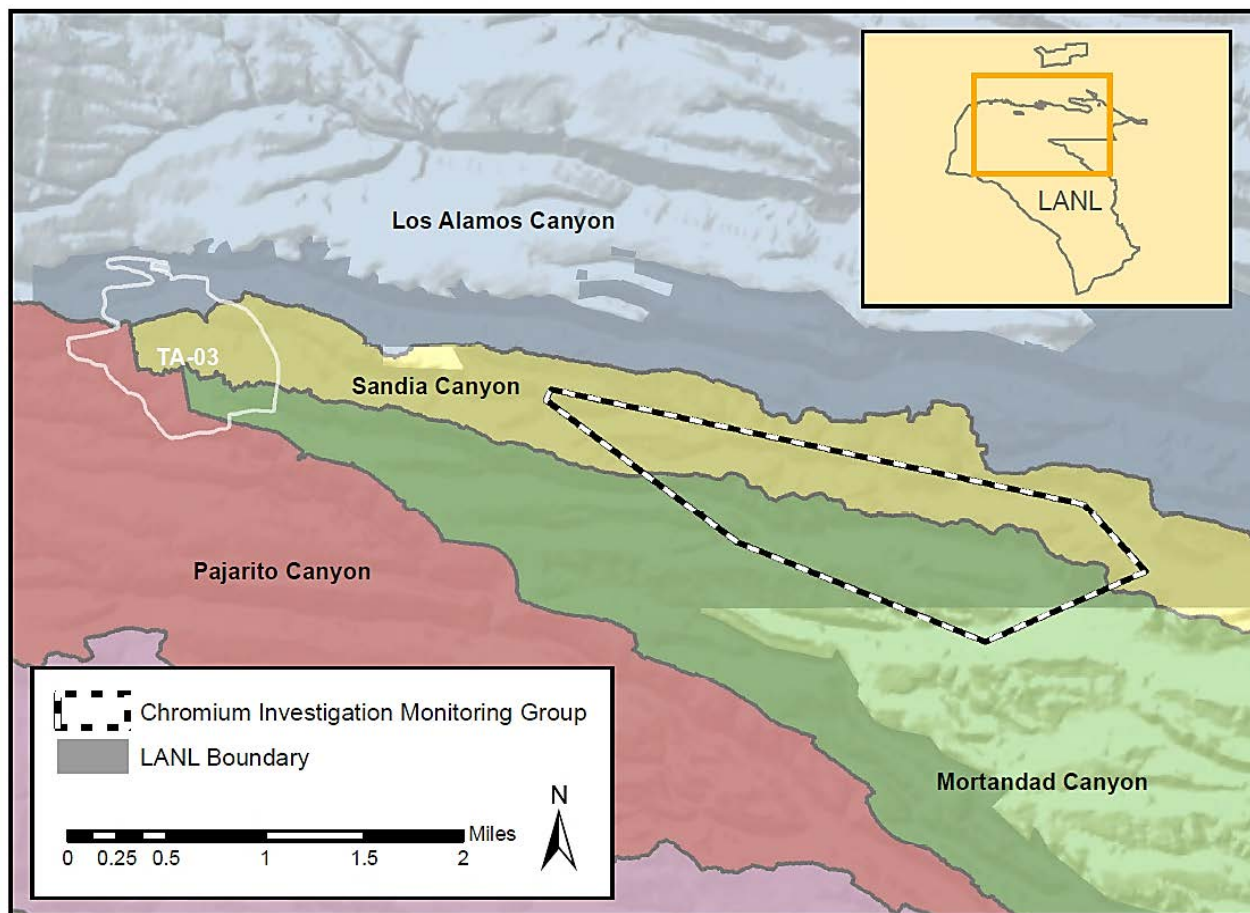 LANL
Los Alamos Canyon
TA-03
Sandia Canyon
Pajarito Canyon
Mortandad Canyon
Chromium Investigation Monitoring Group
LANL Boundary
N
Miles
0 0.25 0.5 1 1.5 2